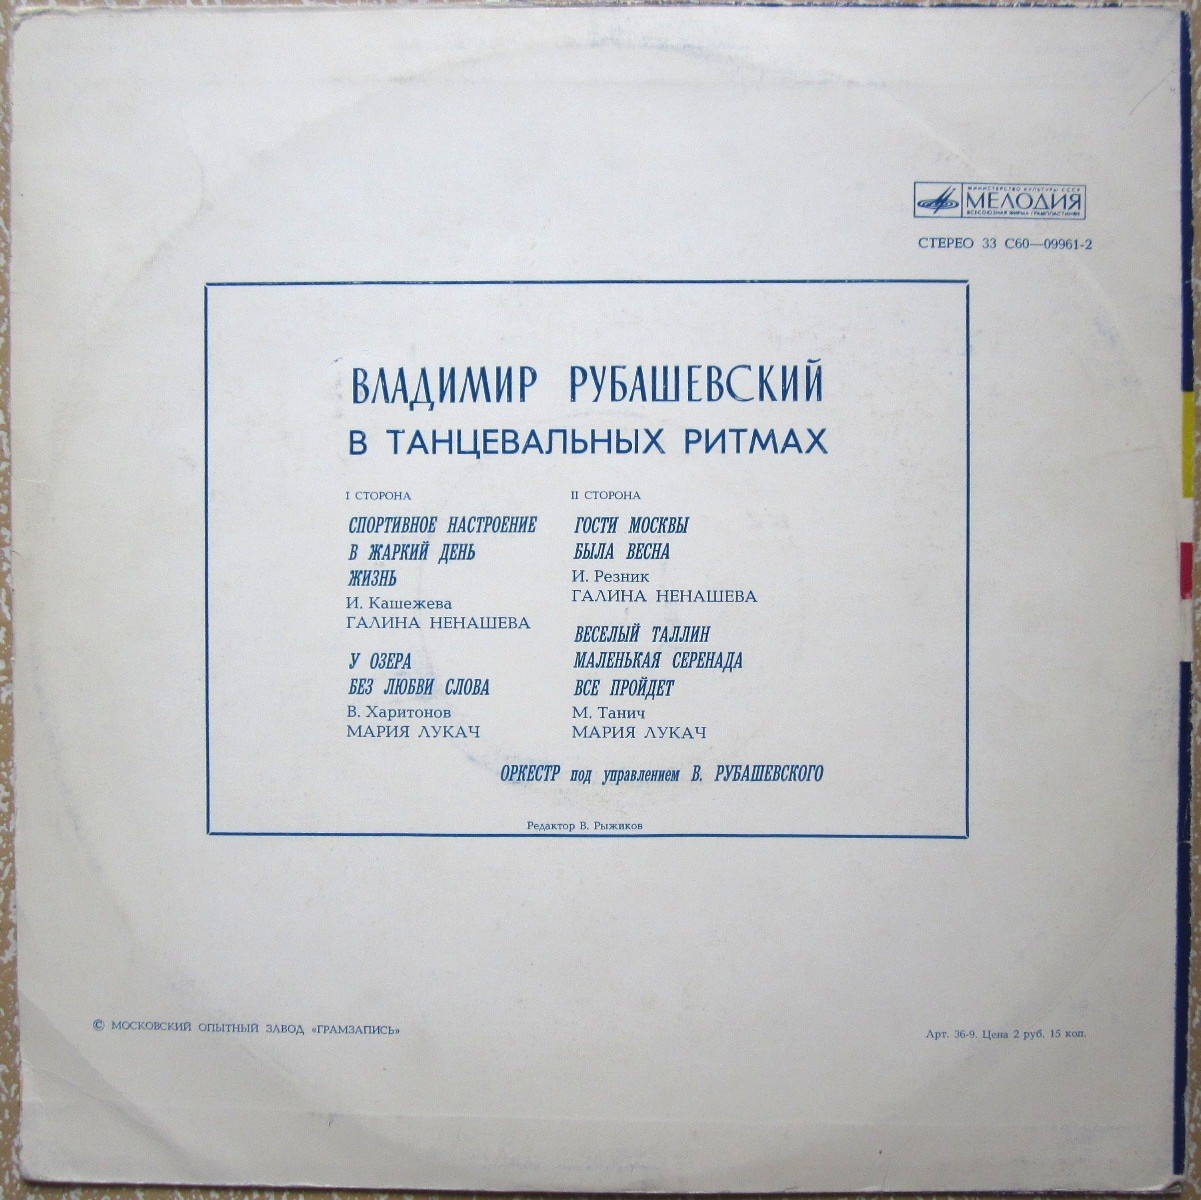 МИНИСТЕРСТВО КУЛЬТУРЫ СССР
МЕЛОДИЯ
ВСЕСОЮЗНАЯ ФИРМА ГРАМПЛАСТИНОК
СТЕРЕО 33 С60—09961-2
ВЛАДИМИР РУБАШЕВСКИЙ
В ТАНЦЕВАЛЬНЫХ РИТМАХ
I СТОРОНА
СПОРТИВНОЕ НАСТРОЕНИЕ
В ЖАРКИЙ ДЕНЬ
ЖИЗНЬ
И. Кашежева
ГАЛИНА НЕНАШЕВА
У ОЗЕРА
БЕЗ ЛЮБВИ СЛОВА
В. Харитонов
МАРИЯ ЛУКАЧ
II СТОРОНА
ГОСТИ МОСКВЫ
БЫЛА ВЕСНА
И. Резник
ГАЛИНА НЕНАШЕВА
ВЕСЕЛЫЙ ТАЛЛИН
МАЛЕНЬКАЯ СЕРЕНАДА
ВСЕ ПРОЙДЕТ
М. Танич
МАРИЯ ЛУКАЧ
ОРКЕСТР под управлением В. РУБАШЕВСКОГО
Редактор В. Рыжиков
© МОСКОВСКИЙ ОПЫТНЫЙ ЗАВОД «ГРАМЗАПИСЬ»
Арт. 36-9. Цена 2 руб. 15 коп.